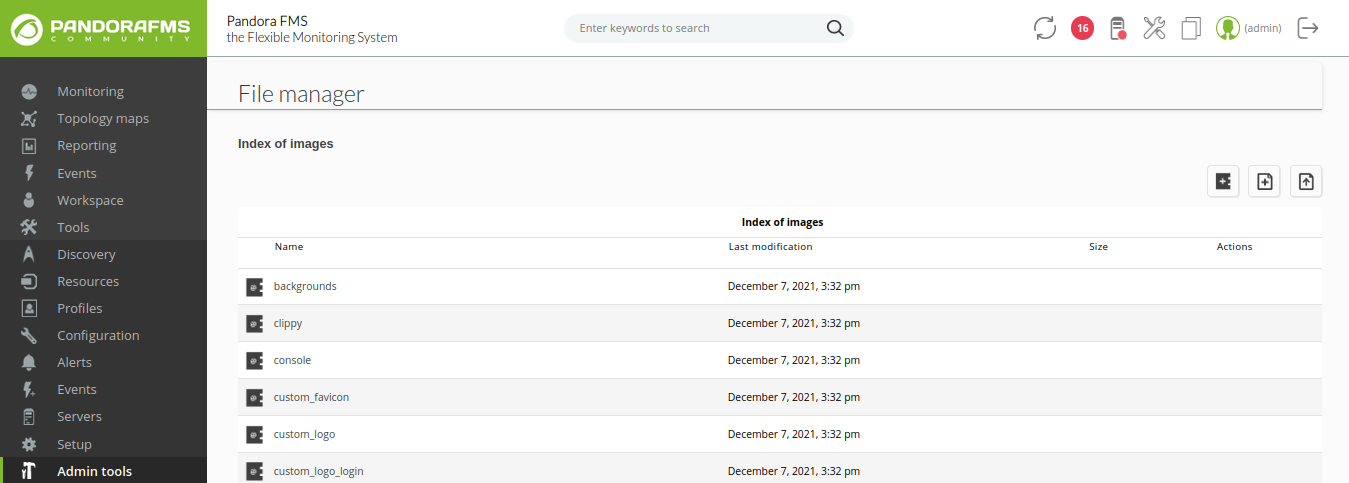 PANDORAFMS
COMMUNITY
Pandora FMS
the Flexible Monitoring System
Enter keywords to search
16
(admin)
Monitoring
Topology maps
Reporting
Events
Workspace
Tools
Discovery
Resources
Profiles
Configuration
Alerts
Events
Servers
Setup
Admin tools
File manager
Index of images
Index of images
Name Last modification Size Actions
backgrounds December 7, 2021, 3:32 pm
clippy December 7, 2021, 3:32 pm
console December 7, 2021, 3:32 pm
custom_favicon December 7, 2021, 3:32 pm
custom_logo December 7, 2021, 3:32 pm
custom_logo_login December 7, 2021, 3:32 pm